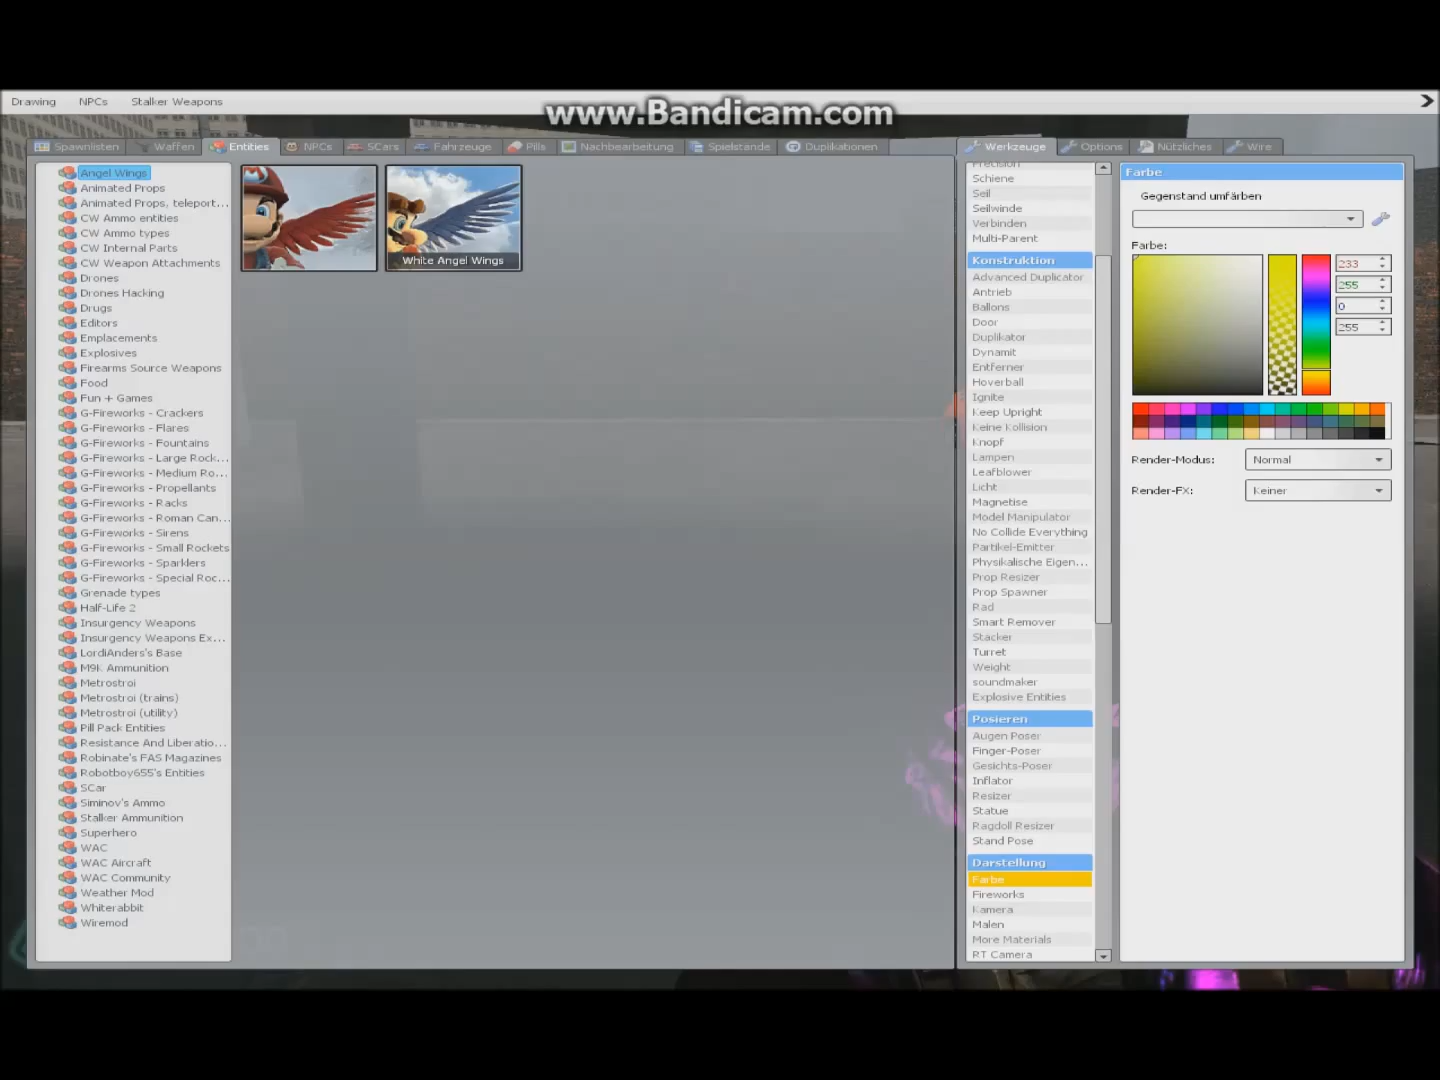 Drawing NPCs Stalker Weapons
www.Bandicam.com
Spawnlisten Waffen Entities NPCs SCars Fahrzeuge Pills Nachbearbeitung Spielstände Duplikationen
Werkzeuge Optionen Nützliches Wire
Angel Wings
Animated Props
Animated Props, teleport...
CW Ammo entities
CW Ammo types
CW Internal Parts
CW Weapon Attachments
Drones
Drones Hacking
Drugs
Editors
Emplacements
Explosives
Firearms Source Weapons
Food
Fun + Games
G-Fireworks - Crackers
G-Fireworks - Flares
G-Fireworks - Fountains
G-Fireworks - Large Rock...
G-Fireworks - Medium Ro...
G-Fireworks - Propellants
G-Fireworks - Racks
G-Fireworks - Roman Can...
G-Fireworks - Sirens
G-Fireworks - Small Rockets
G-Fireworks - Sparklers
G-Fireworks - Special Roc...
Grenade types
Half-Life 2
Insurgency Weapons
Insurgency Weapons Ex...
LordiAnders's Base
M9K Ammunition
Metrostroi
Metrostroi (trains)
Metrostroi (utility)
Pill Pack Entities
Resistance And Liberatio...
Robinate's FAS Magazines
Robotboy655's Entities
SCar
Siminov's Ammo
Stalker Ammunition
Superhero
WAC
WAC Aircraft
WAC Community
Weather Mod
Whiterabbit
Wiremod
White Angel Wings
Precision
Schiene
Seil
Seilwinde
Verbinden
Multi-Parent
Konstruktion
Advanced Duplicator
Antrieb
Ballons
Door
Duplikator
Dynamit
Entferner
Hoverball
Ignite
Keep Upright
Keine Kollision
Knopf
Lampen
Leafblower
Licht
Magnetise
Model Manipulator
No Collide Everything
Partikel-Emitter
Physikalische Eigen...
Prop Resizer
Prop Spawner
Rad
Smart Remover
Stacker
Turret
Weight
soundmaker
Explosive Entities
Posieren
Augen Poser
Finger-Poser
Gesichts-Poser
Inflator
Resizer
Statue
Ragdoll Resizer
Stand Pose
Darstellung
Farbe
Fireworks
Kamera
Malen
More Materials
RT Camera
Farbe
Gegenstand umfärben
Farbe:
233
255
0
255
Render-Modus: Normal
Render-FX: Keiner